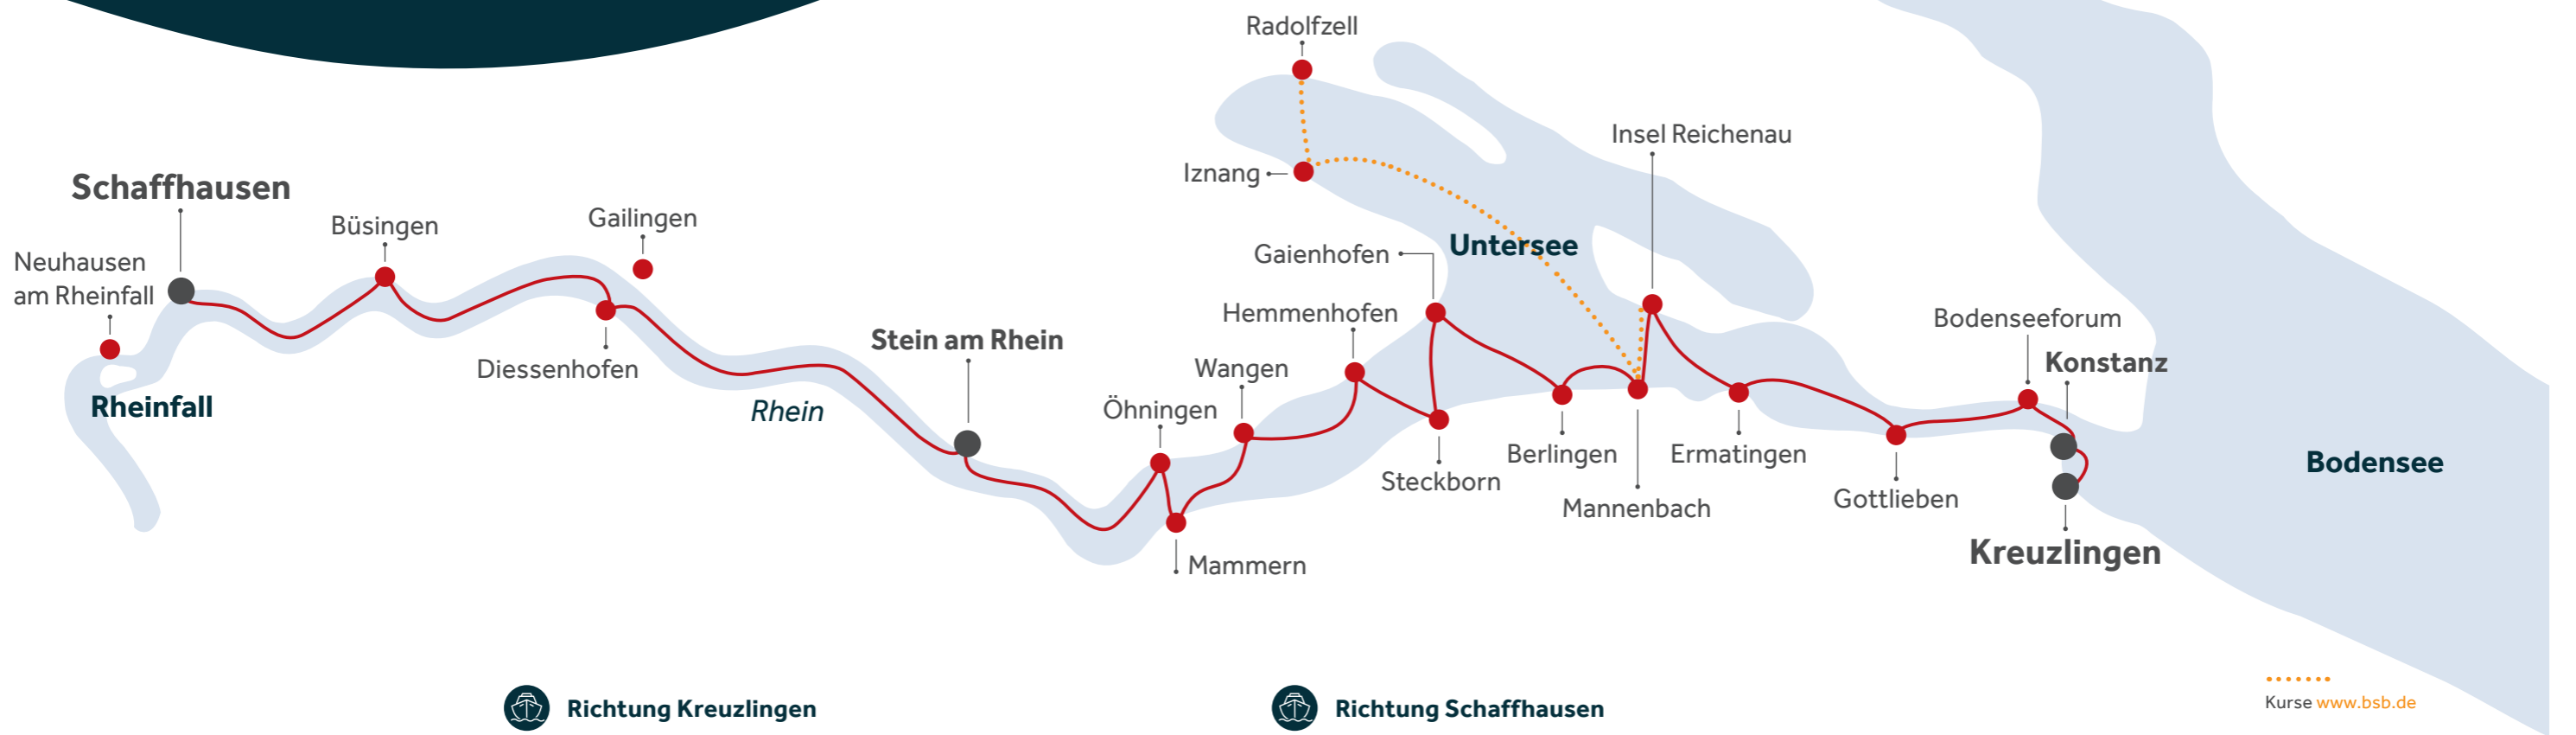 Radolfzell
Insel Reichenau
Iznang
Schaffhausen
Gailingen
Büsingen
Untersee
Gaienhofen
Neuhausen
am Rheinfall
Hemmenhofen
Bodenseeforum
Stein am Rhein
Konstanz
Wangen
Diessenhofen
Rheinfall
Rhein
Öhningen
Berlingen
Ermatingen
Bodensee
Steckborn
Gottlieben
Mannenbach
Kreuzlingen
Mammern
Richtung Kreuzlingen
Richtung Schaffhausen
Kurse www.bsb.de